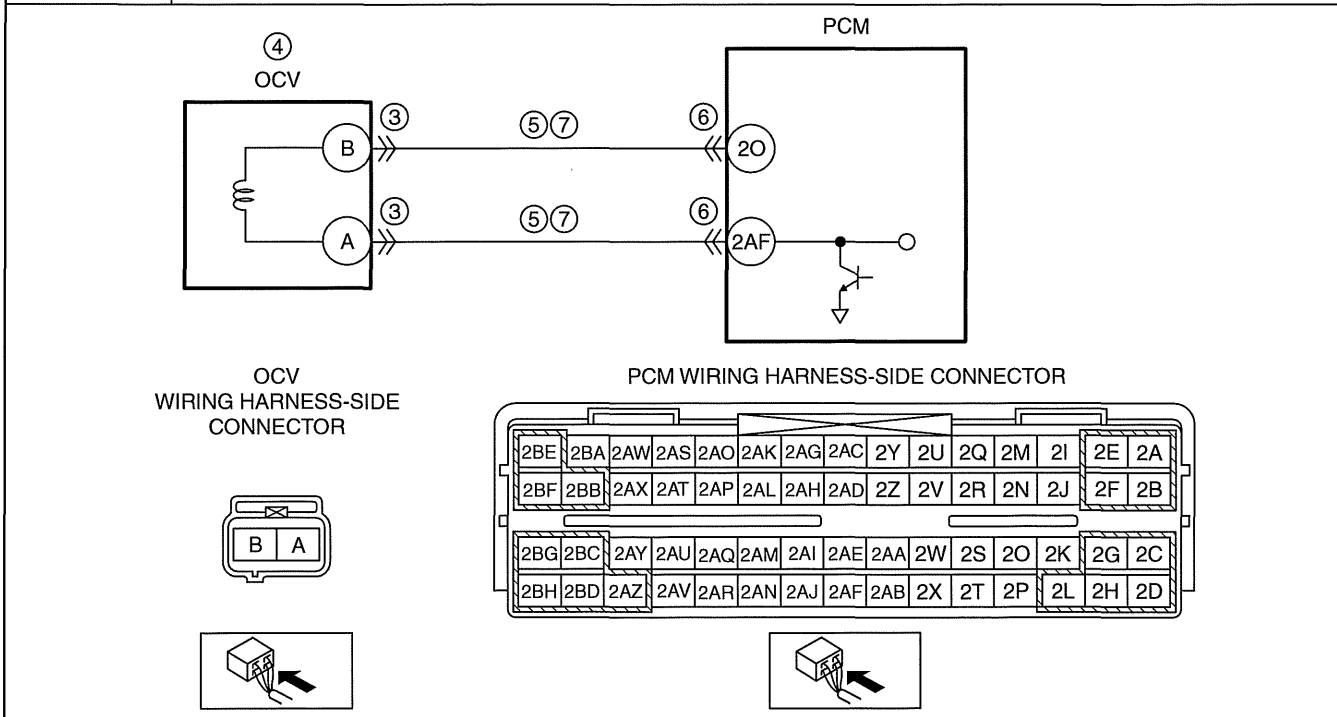 PCM
④
OCV
B ③ ⑤⑦ ⑥ 2O
A ③ ⑤⑦ ⑥ 2AF
OCV
WIRING HARNESS-SIDE
CONNECTOR
B A
PCM WIRING HARNESS-SIDE CONNECTOR
2BE 2BA 2AW 2AS 2AO 2AK 2AG 2AC 2Y 2U 2Q 2M 2I 2E 2A
2BF 2BB 2AX 2AT 2AP 2AL 2AH 2AD 2Z 2V 2R 2N 2J 2F 2B
2BG 2BC 2AY 2AU 2AQ 2AM 2AI 2AE 2AA 2W 2S 2O 2K 2G 2C
2BH 2BD 2AZ 2AV 2AR 2AN 2AJ 2AF 2AB 2X 2T 2P 2L 2H 2D